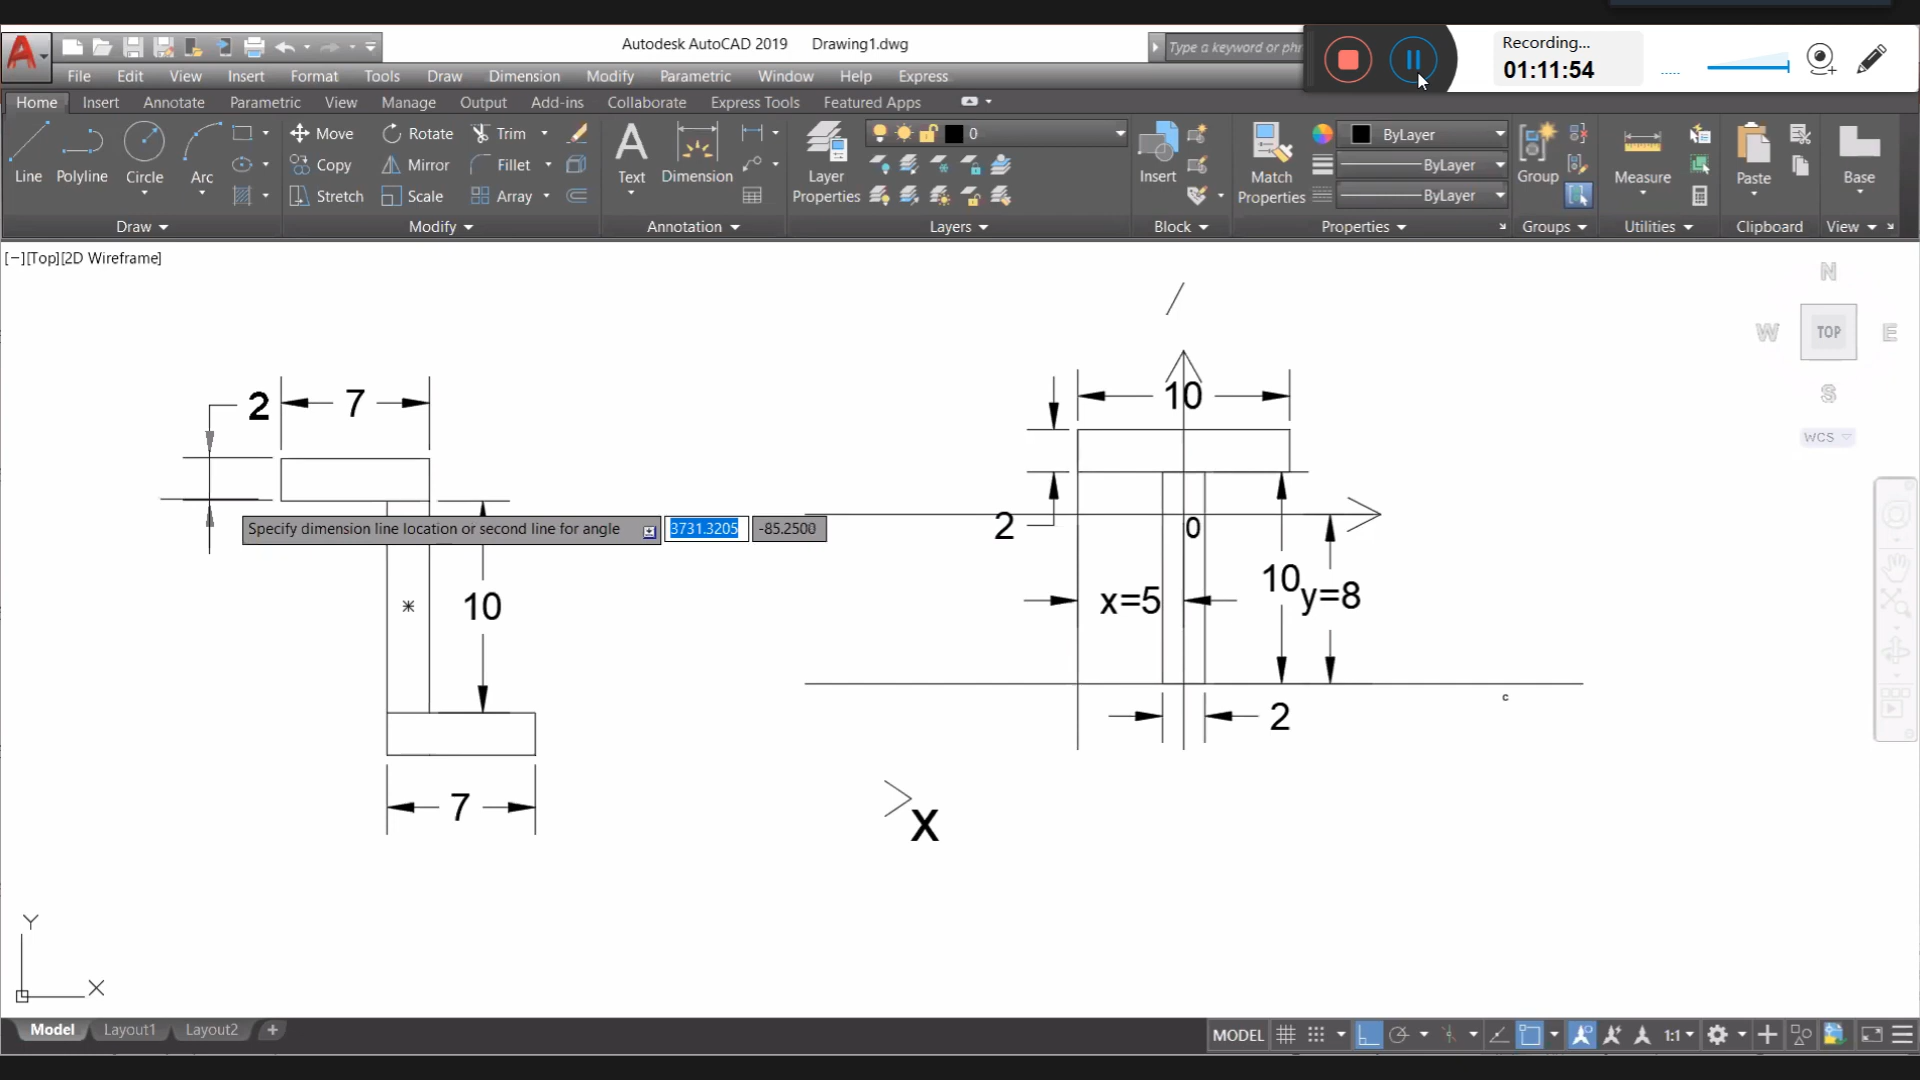 Autodesk AutoCAD 2019 Drawing1.dwg
Type a keyword or phr
Recording...
01:11:54
File Edit View Insert Format Tools Draw Dimension Modify Parametric Window Help Express
Home Insert Annotate Parametric View Manage Output Add-ins Collaborate Express Tools Featured Apps
Line Polyline Circle Arc
Move Rotate Trim
Copy Mirror Fillet
Stretch Scale Array
Text Dimension
Layer Properties
0
Insert
Match Properties
ByLayer
ByLayer
ByLayer
Group
Measure
Paste
Base
Draw Modify Annotation Layers Block Properties Groups Utilities Clipboard View
[−][Top][2D Wireframe]
N
W TOP E
S
WCS
2 7
10
2
Specify dimension line location or second line for angle 3731.3205 -85.2500
0
10
10
x=5 y=8
c
2
7
X
Y
X
Model Layout1 Layout2 +
MODEL 1:1